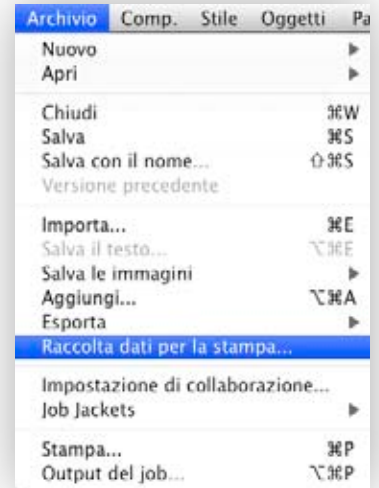 Archivio Comp. Stile Oggetti Pa
Nuovo ▶
Apri ▶
Chiudi ⌘W
Salva ⌘S
Salva con il nome... ⇧⌘S
Versione precedente
Importa... ⌘E
Salva il testo... ⌥⌘E
Salva le immagini ▶
Aggiungi... ⌥⌘A
Esporta ▶
Raccolta dati per la stampa...
Impostazione di collaborazione...
Job Jackets ▶
Stampa... ⌘P
Output del job... ⌥⌘P